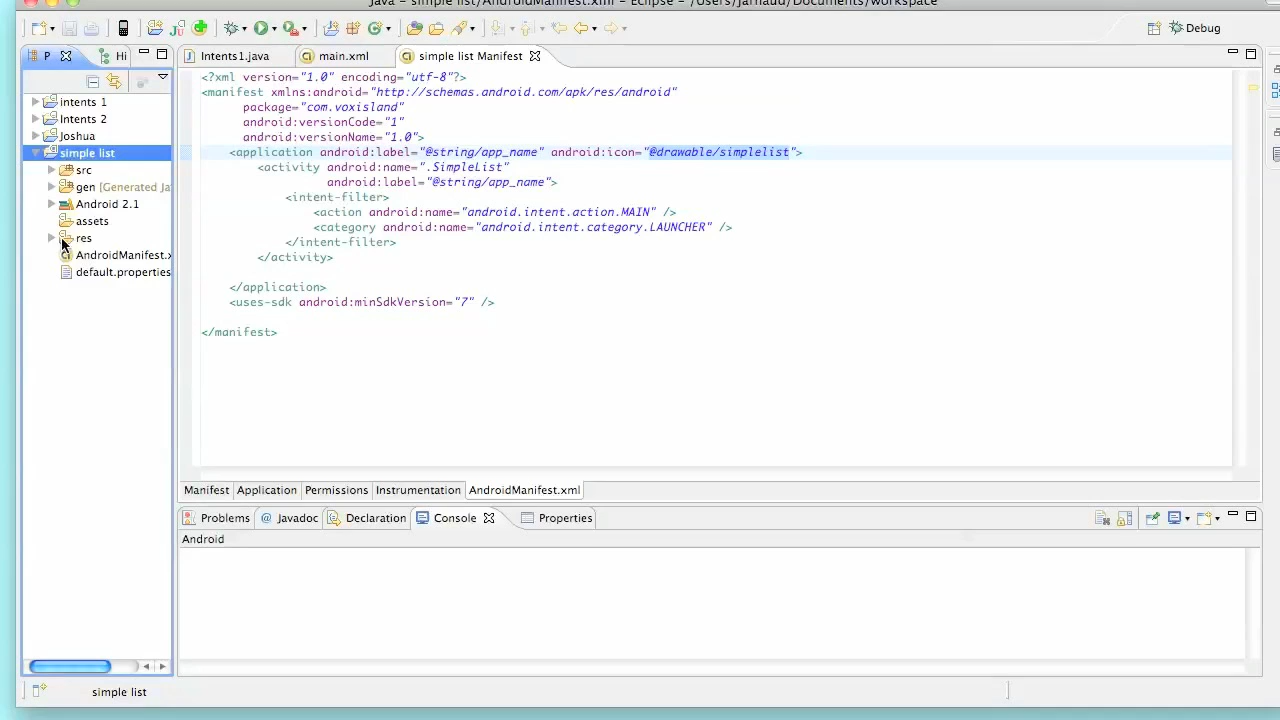 Java - simple list/AndroidManifest.xml - Eclipse - /Users/jarnaud/Documents/workspace
Debug
P
Hi
Intents1.java
main.xml
simple list Manifest
Intents 1
Intents 2
Joshua
simple list
src
gen [Generated Ja
Android 2.1
assets
res
AndroidManifest.x
default.properties
<?xml version="1.0" encoding="utf-8"?>
<manifest xmlns:android="http://schemas.android.com/apk/res/android"
package="com.voxisland"
android:versionCode="1"
android:versionName="1.0">
<application android:label="@string/app_name" android:icon="@drawable/simplelist">
<activity android:name=".SimpleList"
android:label="@string/app_name">
<intent-filter>
<action android:name="android.intent.action.MAIN" />
<category android:name="android.intent.category.LAUNCHER" />
</intent-filter>
</activity>
</application>
<uses-sdk android:minSdkVersion="7" />
</manifest>
Manifest Application Permissions Instrumentation AndroidManifest.xml
Problems @ Javadoc Declaration Console Properties
Android
simple list